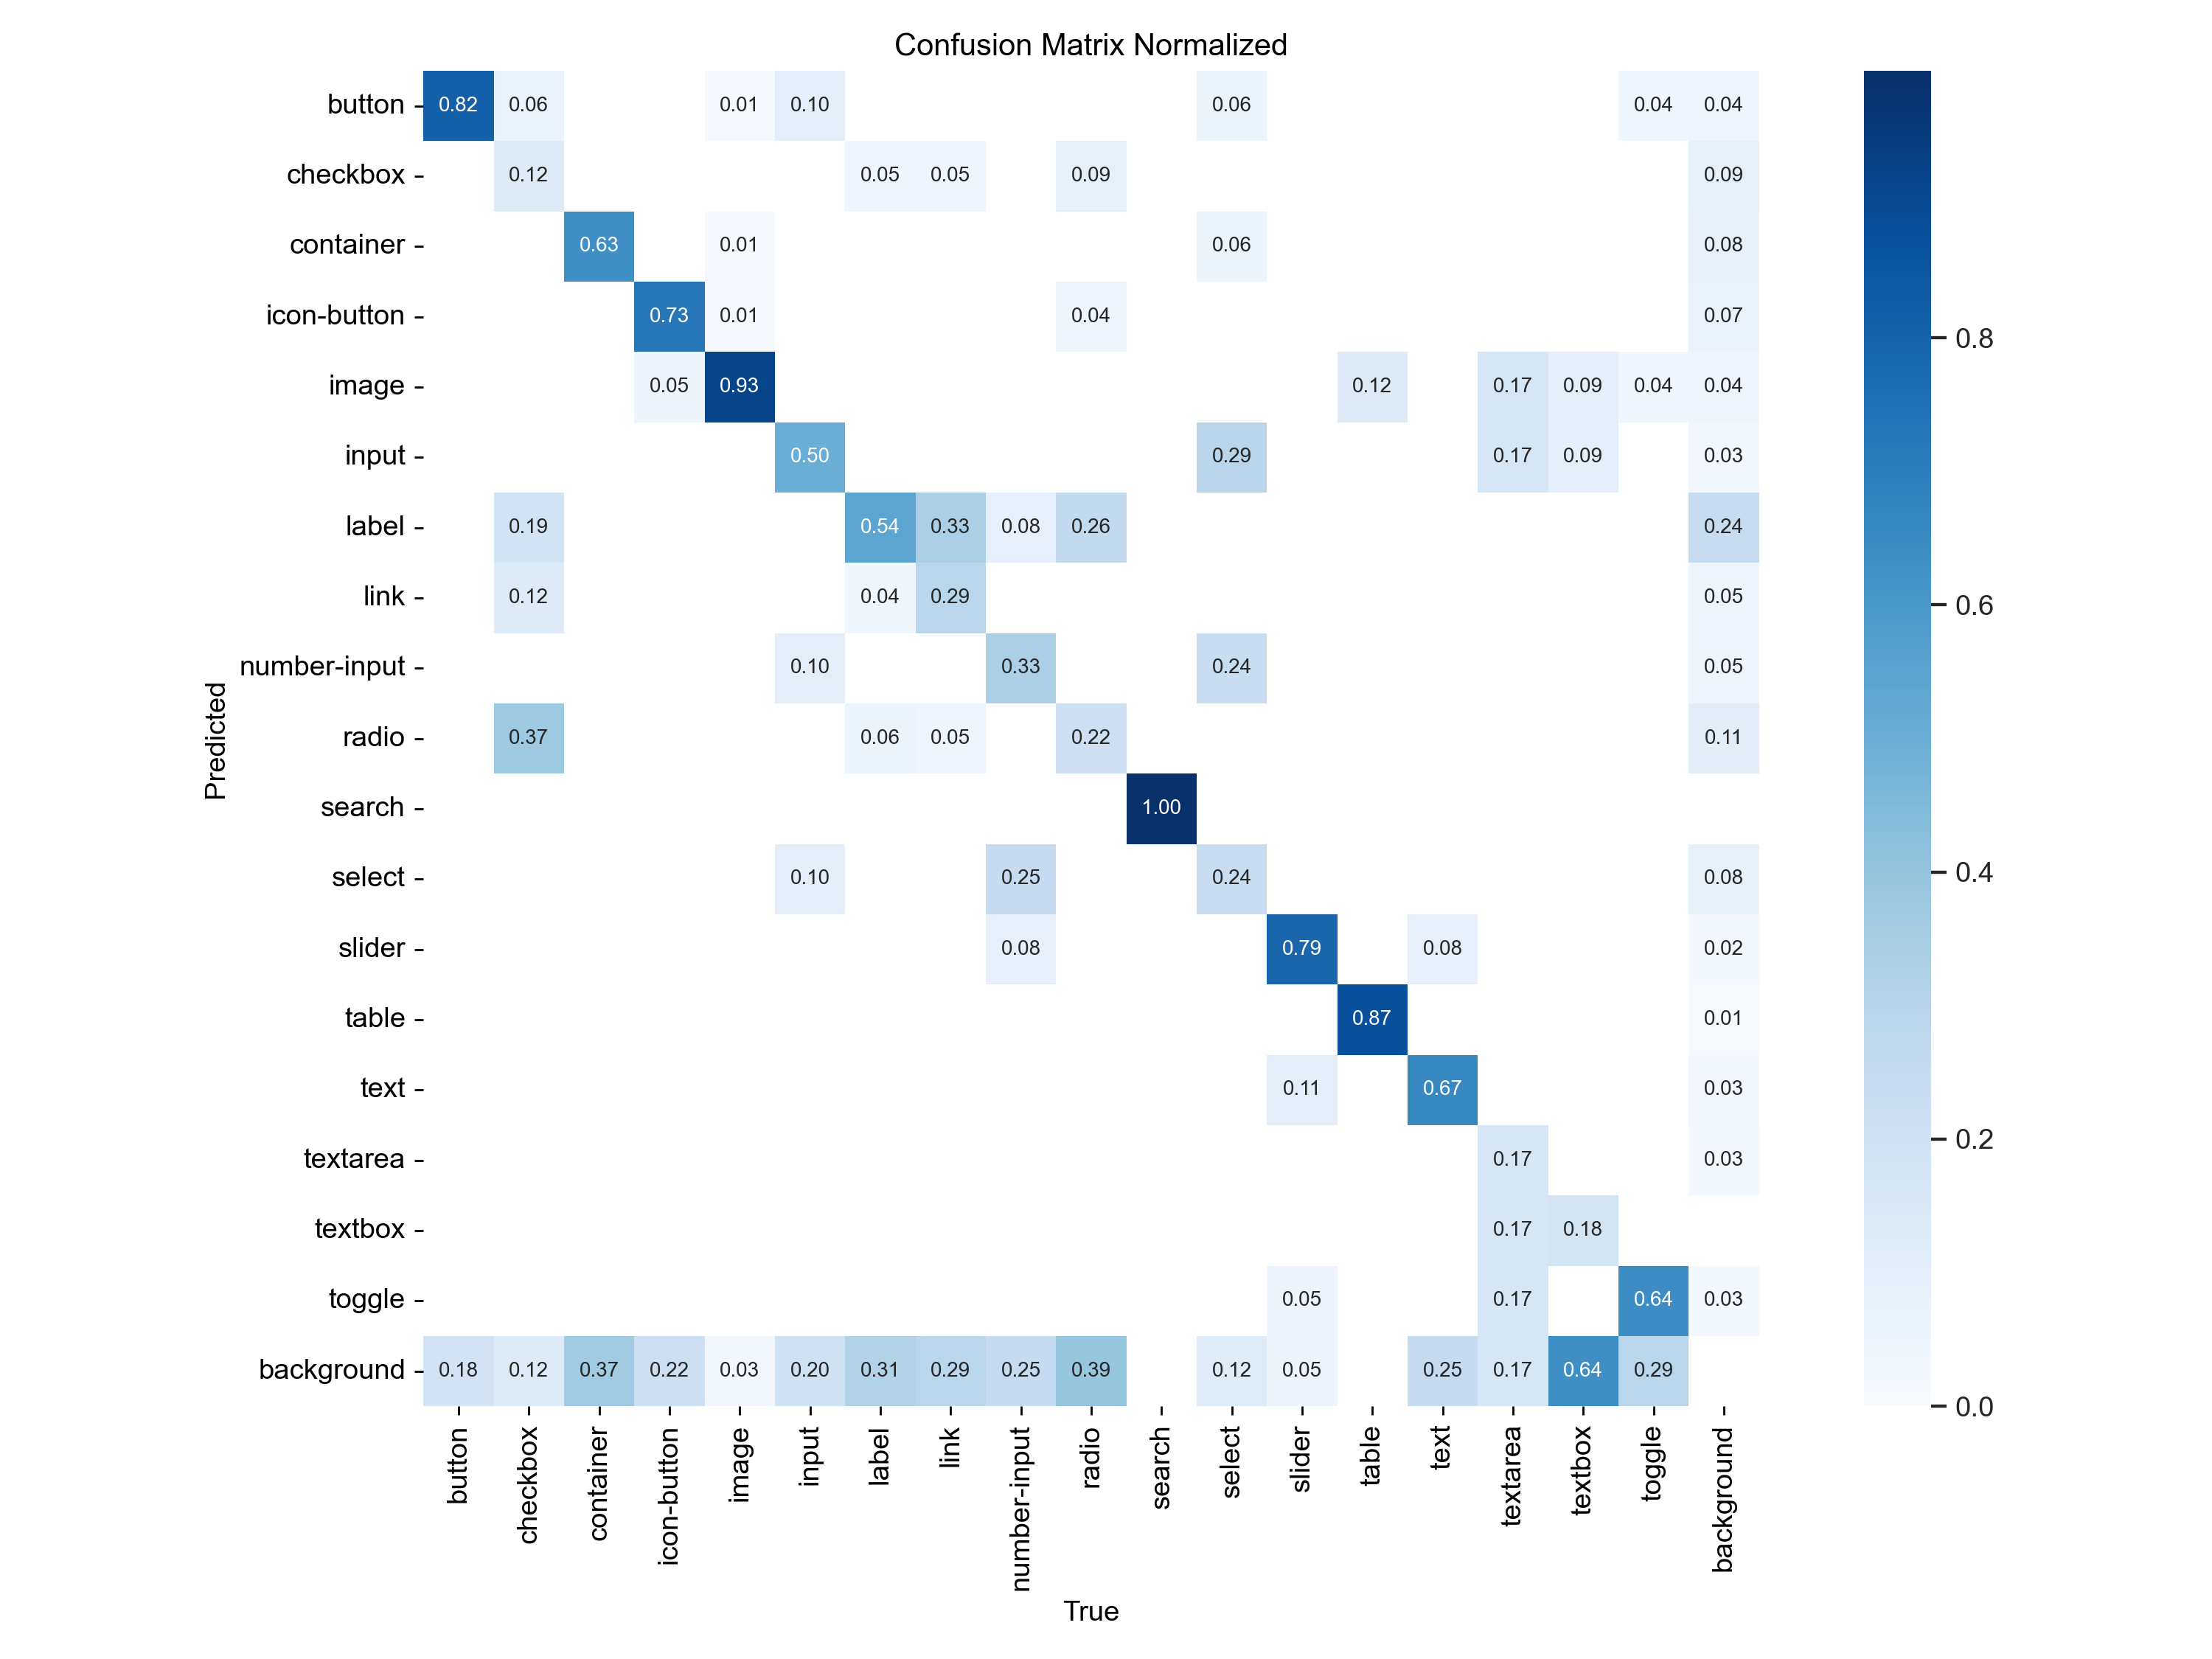 Confusion Matrix Normalized
button 0.82 0.06 0.01 0.10 0.06 0.04 0.04
checkbox 0.12 0.05 0.05 0.09 0.09
container 0.63 0.01 0.06 0.08
icon-button 0.73 0.01 0.04 0.07
0.8
image 0.05 0.93 0.12 0.17 0.09 0.04 0.04
input 0.50 0.29 0.17 0.09 0.03
label 0.19 0.54 0.33 0.08 0.26 0.24
link 0.12 0.04 0.29 0.05
0.6
number-input 0.10 0.33 0.24 0.05
Predicted
radio 0.37 0.06 0.05 0.22 0.11
search 1.00
select 0.10 0.25 0.24 0.08
0.4
slider 0.08 0.79 0.08 0.02
table 0.87 0.01
text 0.11 0.67 0.03
0.2
textarea 0.17 0.03
textbox 0.17 0.18
toggle 0.05 0.17 0.64 0.03
background 0.18 0.12 0.37 0.22 0.03 0.20 0.31 0.29 0.25 0.39 0.12 0.05 0.25 0.17 0.64 0.29
0.0
button checkbox container icon-button image input label link number-input radio search select slider table text textarea textbox toggle background
True